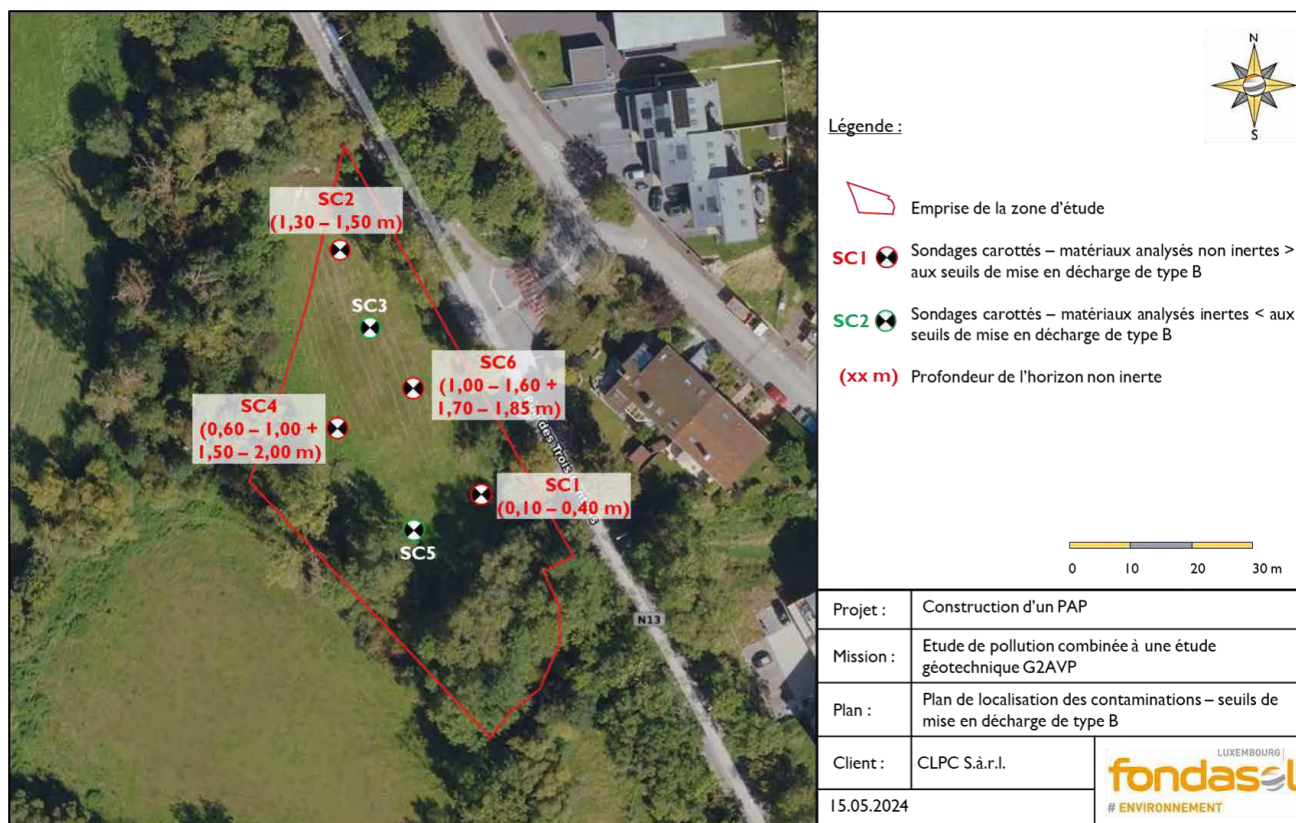 SC2
(1,30 – 1,50 m)
SC3
SC6
(1,00 – 1,60 +
1,70 – 1,85 m)
SC4
(0,60 – 1,00 +
1,50 – 2,00 m)
SC1
(0,10 – 0,40 m)
SC5
des Trois
N13
N
S
Légende :
Emprise de la zone d'étude
SC1 Sondages carottés – matériaux analysés non inertes >
aux seuils de mise en décharge de type B
SC2 Sondages carottés – matériaux analysés inertes < aux
seuils de mise en décharge de type B
(xx m) Profondeur de l'horizon non inerte
0 10 20 30 m
Projet : Construction d'un PAP
Mission : Etude de pollution combinée à une étude
géotechnique G2AVP
Plan : Plan de localisation des contaminations – seuils de
mise en décharge de type B
Client : CLPC S.à.r.l.
15.05.2024
LUXEMBOURG
fondasol
# ENVIRONNEMENT